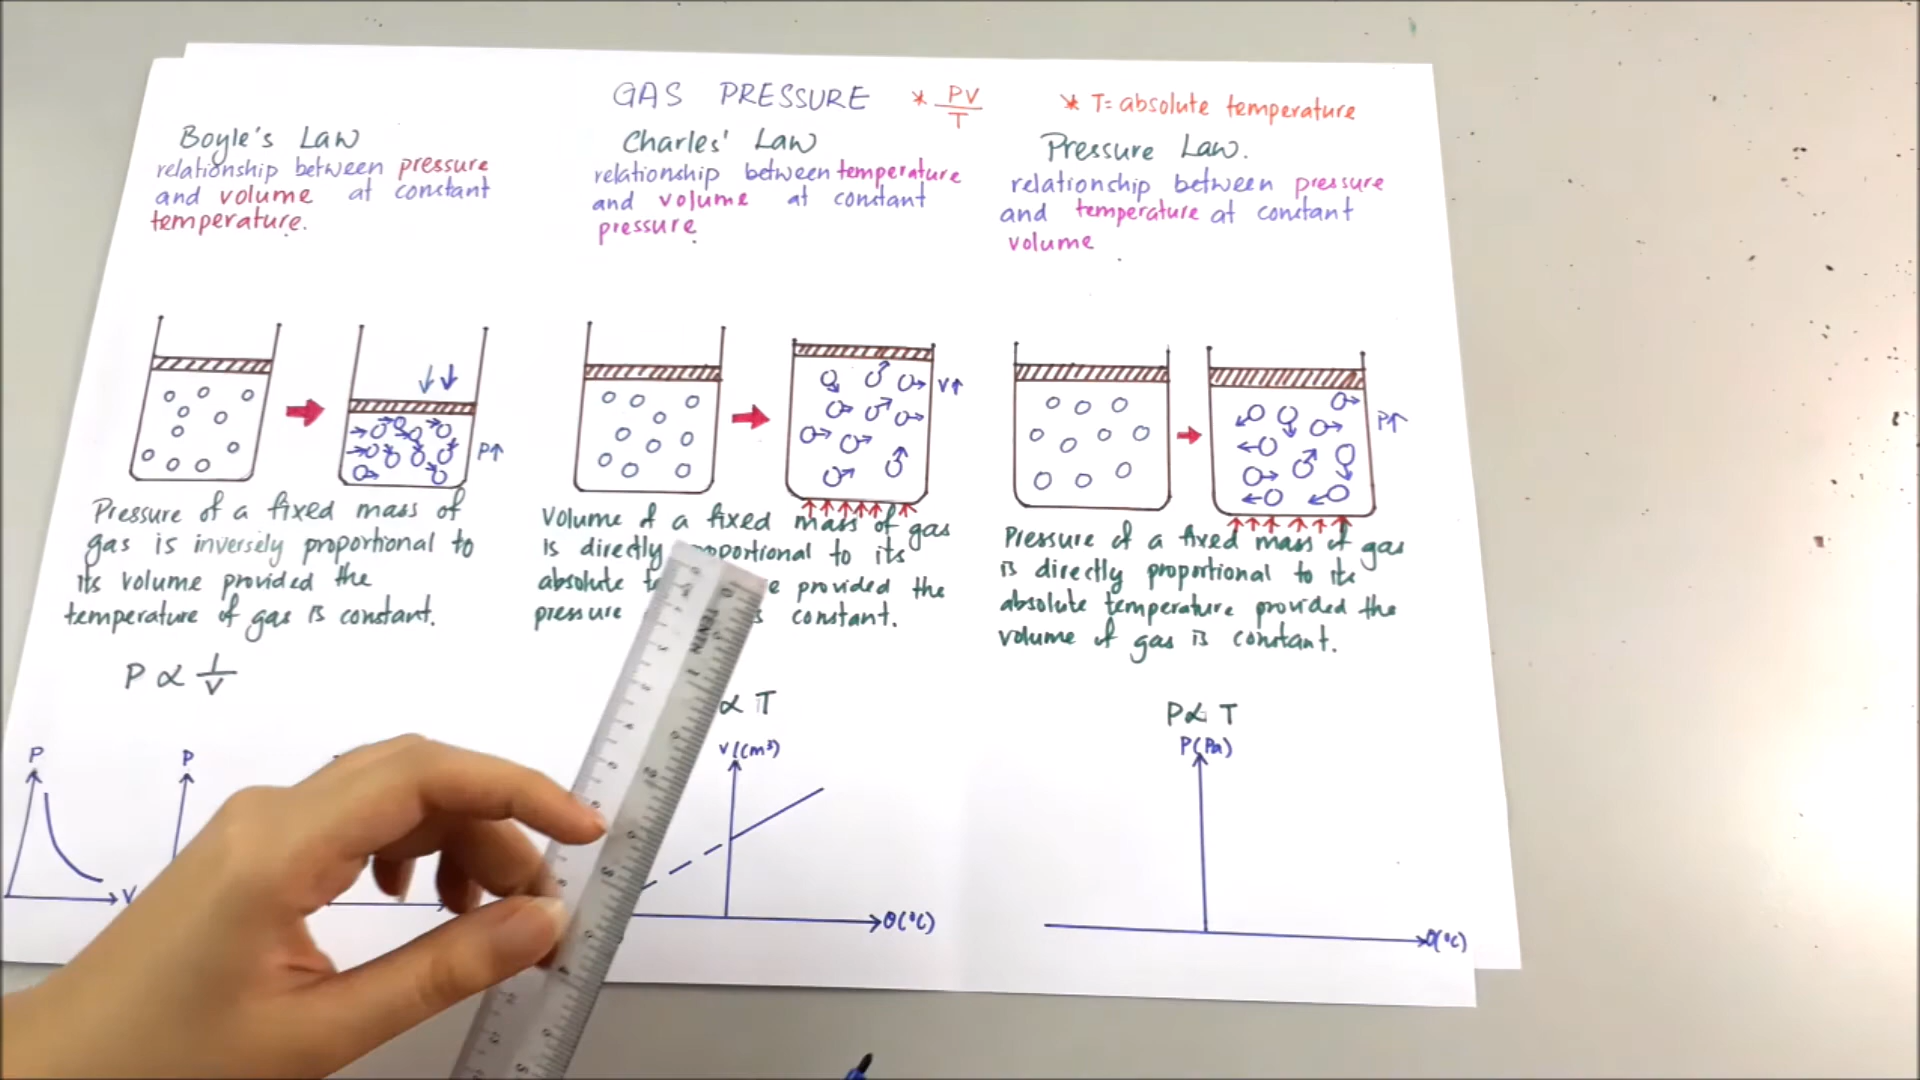 GAS PRESSURE * PV/T * T= absolute temperature
Boyle's Law
relationship between pressure
and volume at constant
temperature.
P↑
Pressure of a fixed mass of
gas is inversely proportional to
its volume provided the
temperature of gas is constant.
P ∝ 1/V
P
V
P
Charles' Law
relationship between temperature
and volume at constant
pressure.
V↑
Volume of a fixed mass of gas
is directly proportional to its
absolute provided the
pressure constant.
∝ T
V/(cm³)
θ(°C)
Pressure Law.
relationship between pressure
and temperature at constant
volume
P↑
Pressure of a fixed mass of gas
is directly proportional to its
absolute temperature provided the
volume of gas is constant.
P∝ T
P(Pa)
θ(°C)